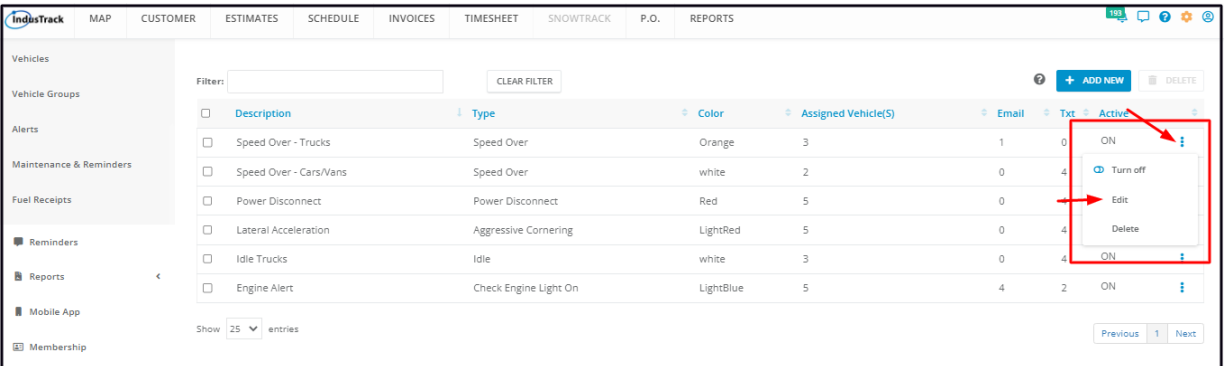 IndusTrack MAP CUSTOMER ESTIMATES SCHEDULE INVOICES TIMESHEET SNOWTRACK P.O. REPORTS 193
Vehicles
Vehicle Groups
Alerts
Maintenance & Reminders
Fuel Receipts
Reminders
Reports
Mobile App
Membership
Filter: CLEAR FILTER + ADD NEW DELETE
Description Type Color Assigned Vehicle(S) Email Txt Active
Speed Over - Trucks Speed Over Orange 3 1 0 ON
Speed Over - Cars/Vans Speed Over white 2 0 4
Power Disconnect Power Disconnect Red 5 0
Lateral Acceleration Aggressive Cornering LightRed 5 0 4
Idle Trucks Idle white 3 0 4 ON
Engine Alert Check Engine Light On LightBlue 5 4 2 ON
Turn off
Edit
Delete
Show 25 entries
Previous 1 Next